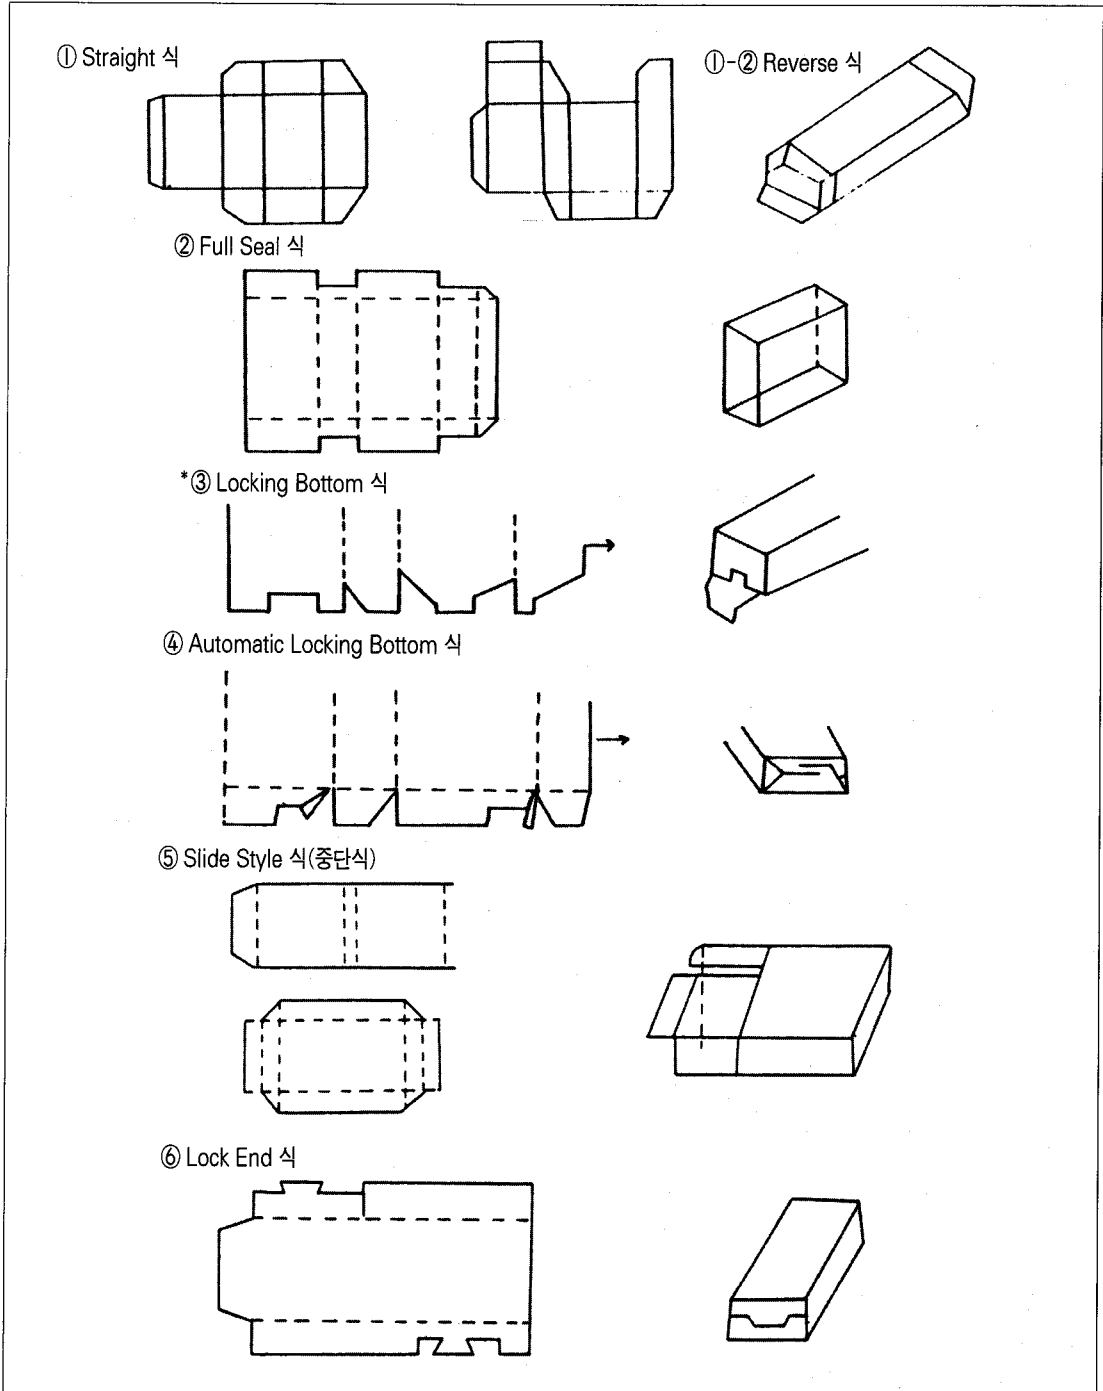 ① Straight 식
①-② Reverse 식
② Full Seal 식
*③ Locking Bottom 식
④ Automatic Locking Bottom 식
⑤ Slide Style 식(중단식)
⑥ Lock End 식